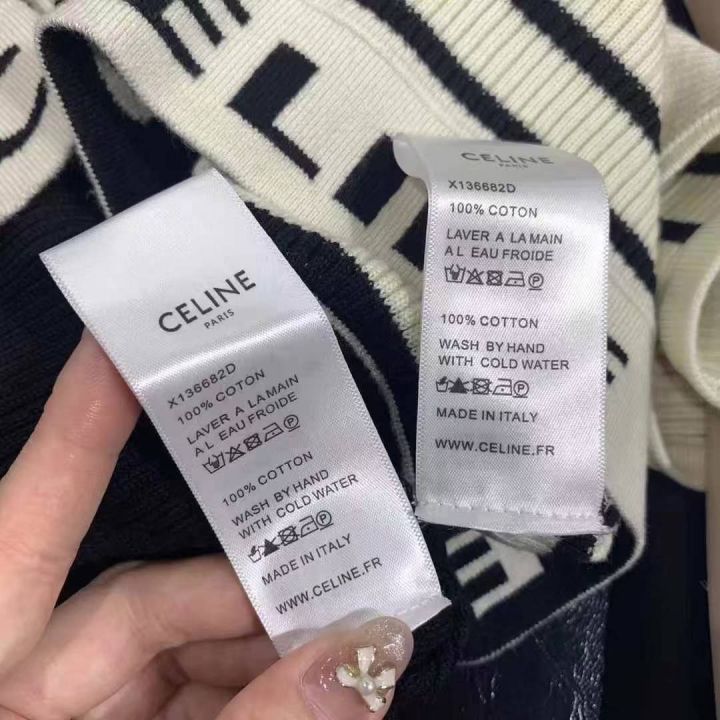 CELINE
PARIS
X136682D
100% COTON
LAVER A LA MAIN
A L EAU FROIDE
P
100% COTTON
WASH BY HAND
WITH COLD WATER
P
MADE IN ITALY
WWW.CELINE.FR
CELINE
X136682D
100% COTON
LAVER A LA MAIN
A L EAU FROIDE
P
100% COTTON
WASH BY HAND
WITH COLD WATER
P
MADE IN ITALY
WWW.CELINE.FR